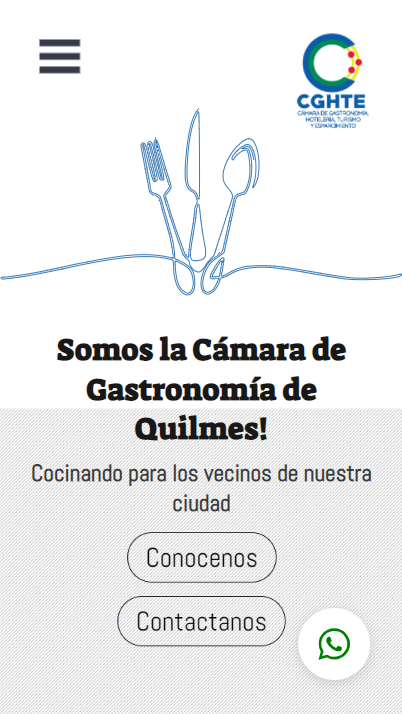 CGHTE
CÁMARA DE GASTRONOMÍA,
HOTELERÍA, TURISMO
Y ESPARCIMIENTO
Somos la Cámara de
Gastronomía de
Quilmes!
Cocinando para los vecinos de nuestra
ciudad
Conocenos
Contactanos